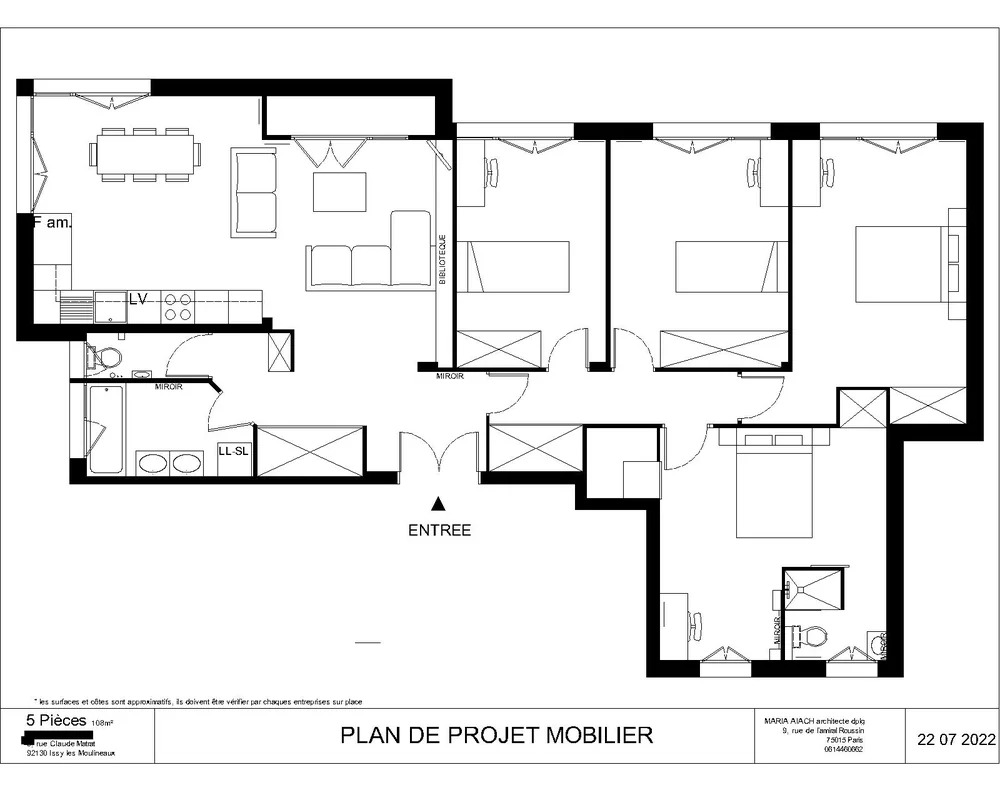 F am.
LV
BIBLIOTEQUE
MIROIR
MIROIR
LL-SL
ENTREE
MIROIR
MIROIR
* les surfaces et côtes sont approximatifs, ils doivent être vérifier par chaques entreprises sur place
5 Pièces 108m²
rue Claude Matrat
92130 Issy les Moulineaux
PLAN DE PROJET MOBILIER
MARIA AIACH architecte dplg
9, rue de l'amiral Roussin
75015 Paris
0614460862
22 07 2022